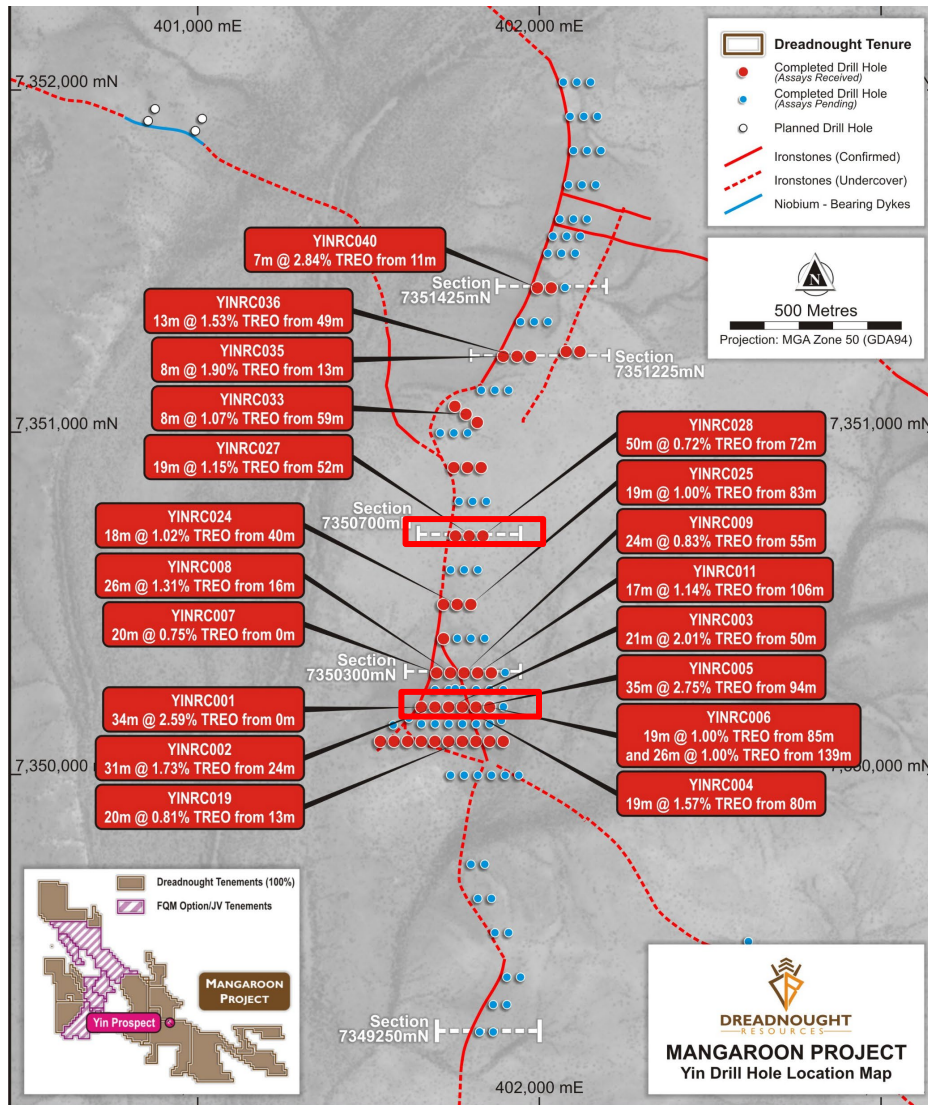 401,000 mE
402,000 mE
7,352,000 mN
Dreadnought Tenure
Completed Drill Hole
(Assays Received)
Completed Drill Hole
(Assays Pending)
Planned Drill Hole
Ironstones (Confirmed)
Ironstones (Undercover)
Niobium - Bearing Dykes
N
500 Metres
Projection: MGA Zone 50 (GDA94)
YINRC040
7m @ 2.84% TREO from 11m
Section
7351425mN
YINRC036
13m @ 1.53% TREO from 49m
YINRC035
8m @ 1.90% TREO from 13m
Section
7351225mN
YINRC033
8m @ 1.07% TREO from 59m
7,351,000 mN
7,351,000 mN
YINRC027
19m @ 1.15% TREO from 52m
YINRC028
50m @ 0.72% TREO from 72m
YINRC025
19m @ 1.00% TREO from 83m
Section
YINRC024
18m @ 1.02% TREO from 40m
YINRC009
24m @ 0.83% TREO from 55m
YINRC008
26m @ 1.31% TREO from 16m
YINRC011
17m @ 1.14% TREO from 106m
YINRC007
20m @ 0.75% TREO from 0m
YINRC003
21m @ 2.01% TREO from 50m
Section
7350300mN
YINRC005
35m @ 2.75% TREO from 94m
YINRC001
34m @ 2.59% TREO from 0m
YINRC006
19m @ 1.00% TREO from 85m
and 26m @ 1.00% TREO from 139m
YINRC002
31m @ 1.73% TREO from 24m
7,350,000 mN
YINRC004
19m @ 1.57% TREO from 80m
YINRC019
20m @ 0.81% TREO from 13m
Dreadnought Tenements (100%)
FQM Option/JV Tenements
MANGAROON
PROJECT
Yin Prospect
Section
7349250mN
402,000 mE
DREADNOUGHT
RESOURCES
MANGAROON PROJECT
Yin Drill Hole Location Map